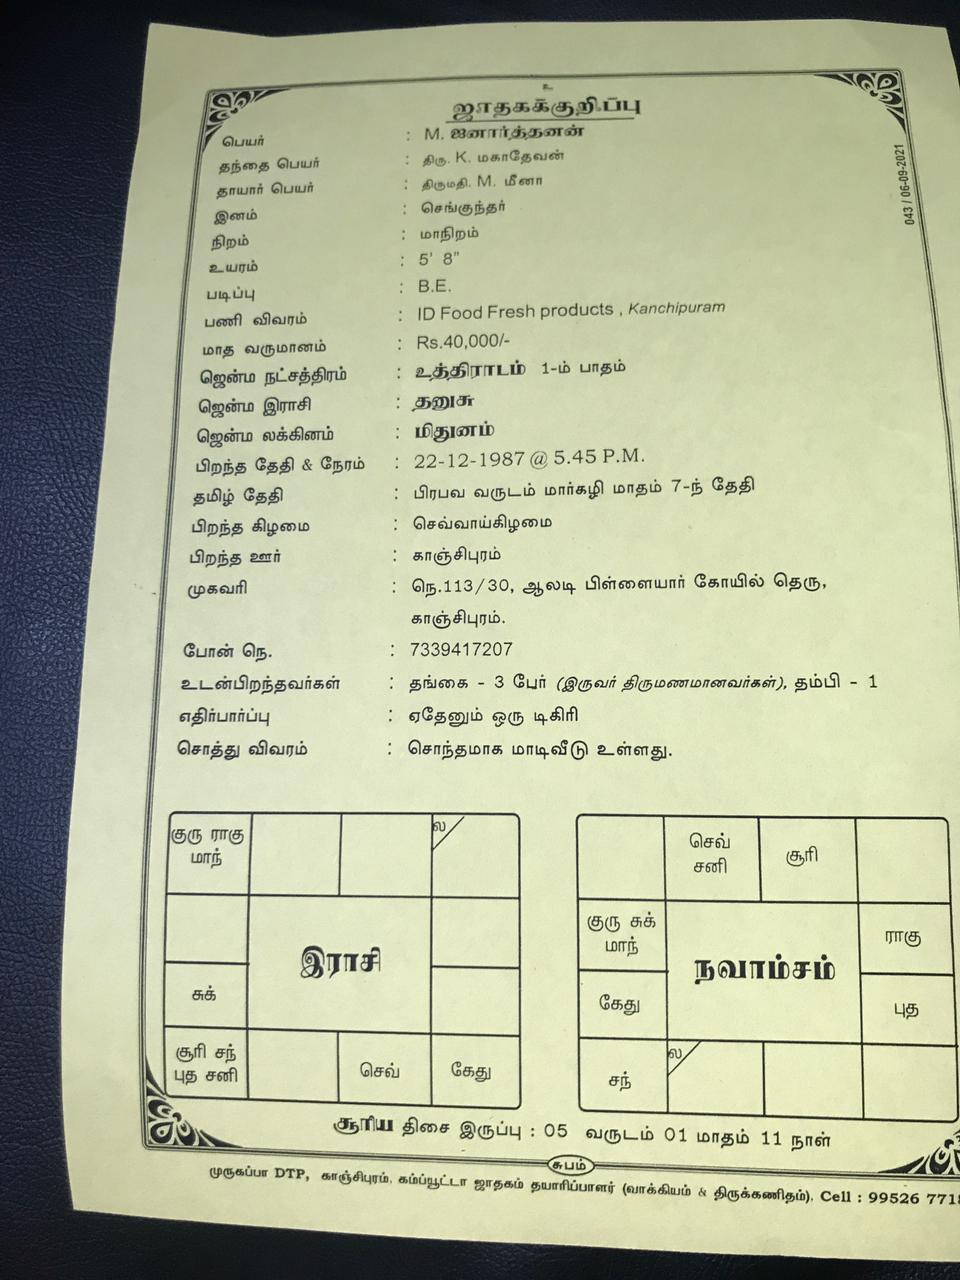 உ
ஜாதகக்குறிப்பு
பெயர் : M. ஜனார்த்தனன்
தந்தை பெயர் : திரு. K. மகாதேவன்
தாயார் பெயர் : திருமதி. M. மீனா
இனம் : செங்குந்தர்
நிறம் : மாநிறம்
உயரம் : 5' 8"
படிப்பு : B.E.
பணி விவரம் : ID Food Fresh products , Kanchipuram
மாத வருமானம் : Rs.40,000/-
ஜென்ம நட்சத்திரம் : உத்திராடம் 1-ம் பாதம்
ஜென்ம இராசி : தனுசு
ஜென்ம லக்கினம் : மிதுனம்
பிறந்த தேதி & நேரம் : 22-12-1987 @ 5.45 P.M.
தமிழ் தேதி : பிரபவ வருடம் மார்கழி மாதம் 7-ந் தேதி
பிறந்த கிழமை : செவ்வாய்கிழமை
பிறந்த ஊர் : காஞ்சிபுரம்
முகவரி : நெ.113/30, ஆலடி பிள்ளையார் கோயில் தெரு,
காஞ்சிபுரம்.
போன் நெ. : 7339417207
உடன்பிறந்தவர்கள் : தங்கை - 3 பேர் (இருவர் திருமணமானவர்கள்), தம்பி - 1
எதிர்பார்ப்பு : ஏதேனும் ஒரு டிகிரி
சொத்து விவரம் : சொந்தமாக மாடிவீடு உள்ளது.
043 / 06-09-2021
குரு ராகு
மாந்
ல
இராசி
சுக்
சூரி சந்
புத சனி
செவ்
கேது
செவ்
சனி
சூரி
குரு சுக்
மாந்
நவாம்சம்
ராகு
கேது
புத
சந்
ல
சூரிய திசை இருப்பு : 05 வருடம் 01 மாதம் 11 நாள்
சுபம்
முருகப்பா DTP, காஞ்சிபுரம். கம்ப்யூட்டா ஜாதகம் தயாரிப்பாளர் (வாக்கியம் & திருக்கணிதம்), Cell : 99526 7718